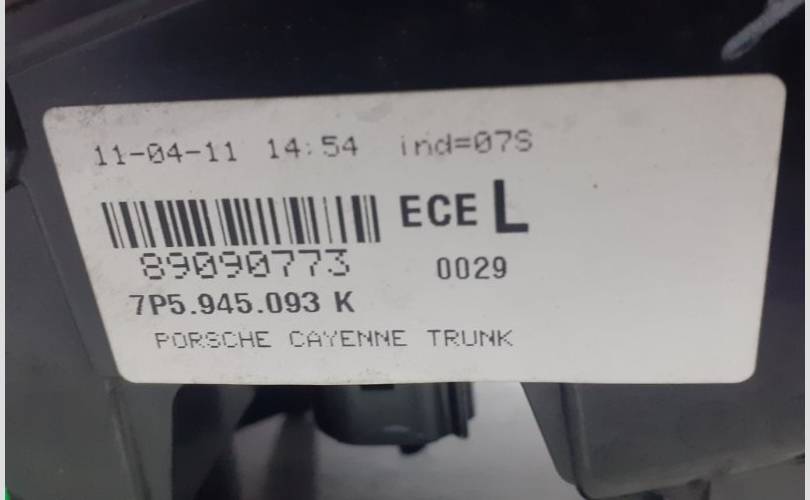 11-04-11 14:54 ind=07S
ECE L
89090773 0029
7P5.945.093 K
PORSCHE CAYENNE TRUNK